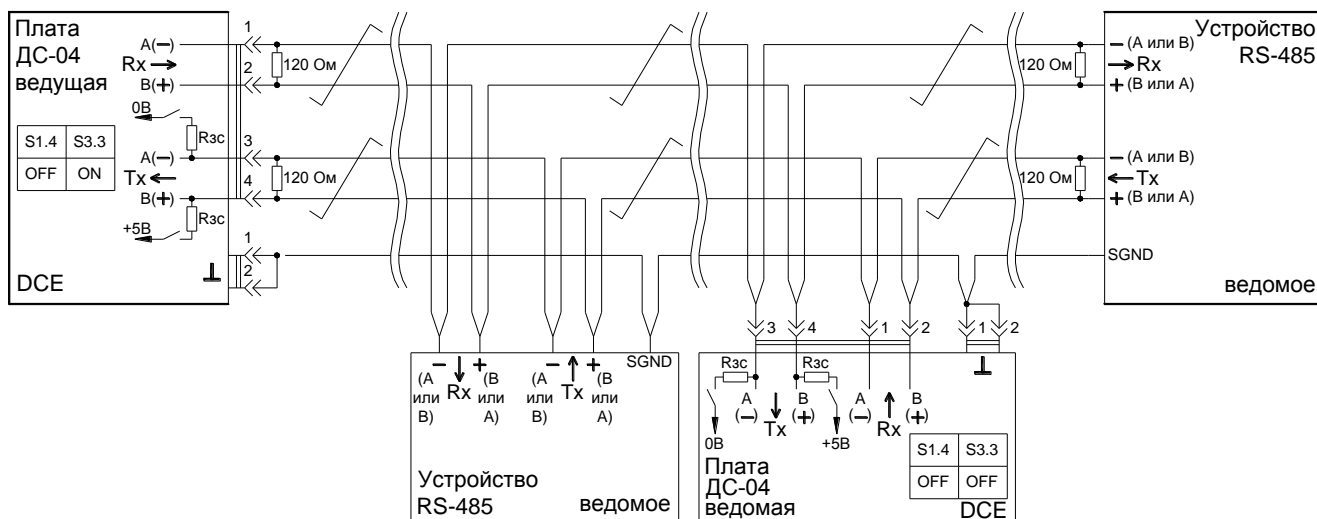 Плата
ДС-04
ведущая
A(−)
Rx
B(+)
0В
Rзс
S1.4 S3.3
OFF ON
A(−)
Tx
B(+)
Rзс
+5В
DCE
1
2
3
4
1
2
120 Ом
120 Ом
Устройство
RS-485
− (А или В)
Rx
+ (В или А)
120 Ом
− (А или В)
Tx
+ (В или А)
120 Ом
SGND
ведомое
− + − + SGND
(А или В)
Rx
(В или А)
(А или В)
Tx
(В или А)
Устройство
RS-485
ведомое
3 4 1 2 1 2
Rзс Rзс
A (−)
Tx
B (+)
A (−)
Rx
B (+)
0В
+5В
S1.4 S3.3
OFF OFF
Плата
ДС-04
ведомая
DCE